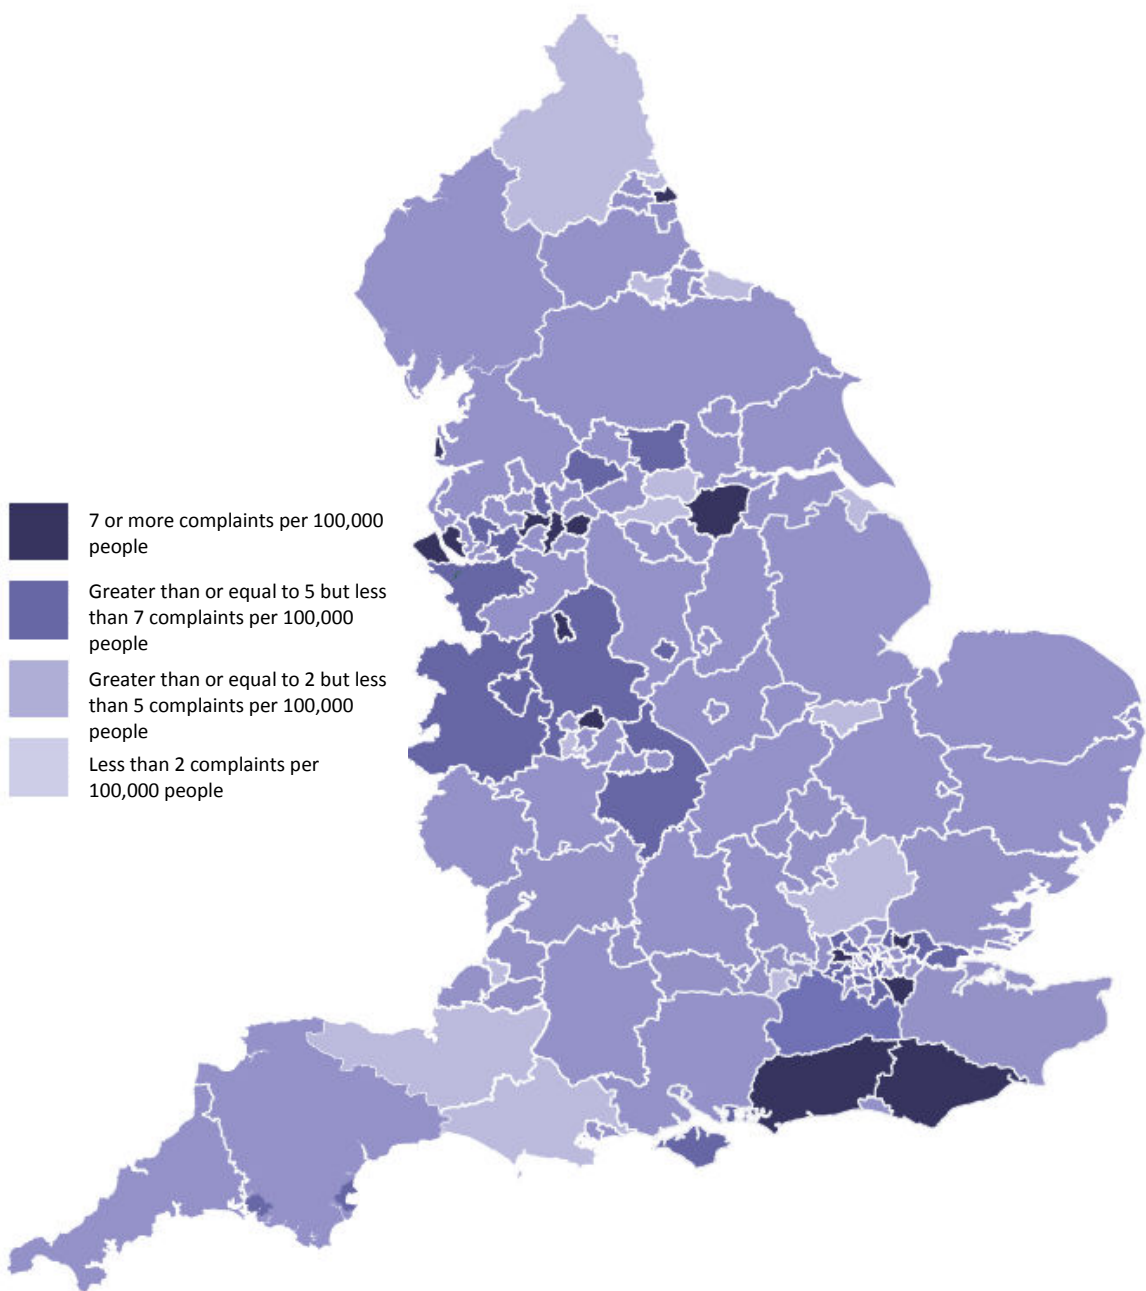 7 or more complaints per 100,000
people
Greater than or equal to 5 but less
than 7 complaints per 100,000
people
Greater than or equal to 2 but less
than 5 complaints per 100,000
people
Less than 2 complaints per
100,000 people